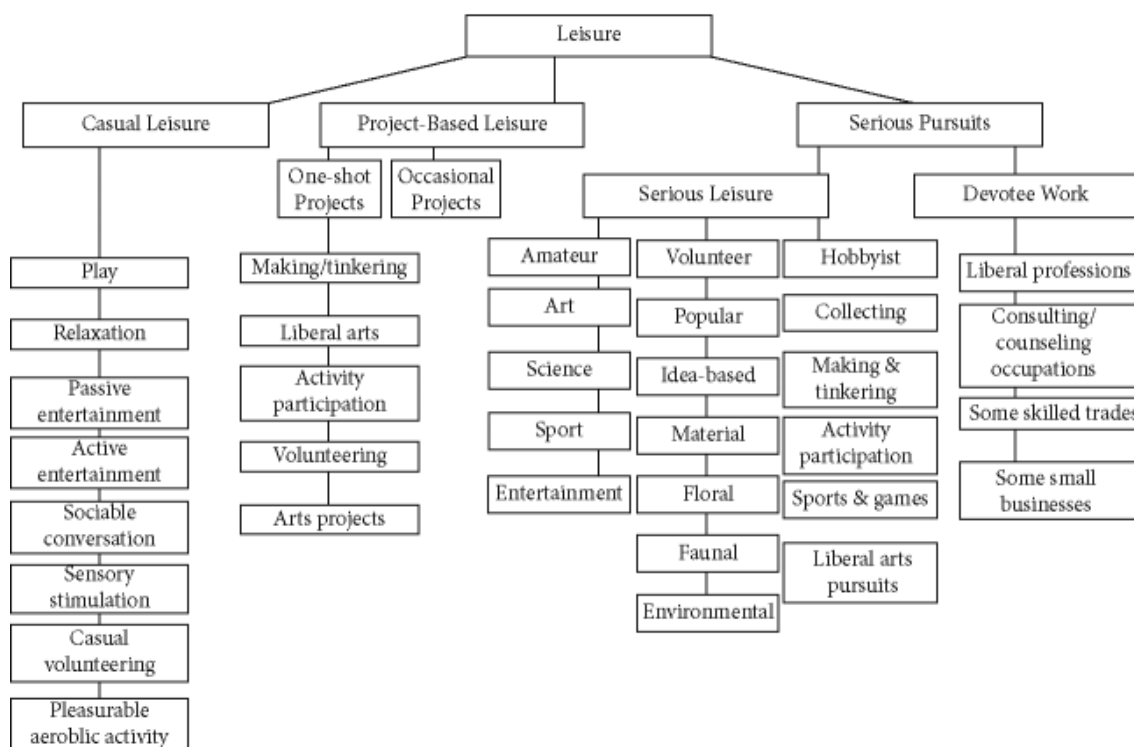 Leisure
Casual Leisure
Project-Based Leisure
Serious Pursuits
One-shot
Projects
Occasional
Projects
Serious Leisure
Devotee Work
Play
Relaxation
Passive
entertainment
Active
entertainment
Sociable
conversation
Sensory
stimulation
Casual
volunteering
Pleasurable
aeroblic activity
Making/tinkering
Liberal arts
Activity
participation
Volunteering
Arts projects
Amateur
Art
Science
Sport
Entertainment
Volunteer
Popular
Idea-based
Material
Floral
Faunal
Environmental
Hobbyist
Collecting
Making &
tinkering
Activity
participation
Sports & games
Liberal arts
pursuits
Liberal professions
Consulting/
counseling
occupations
Some skilled trades
Some small
businesses